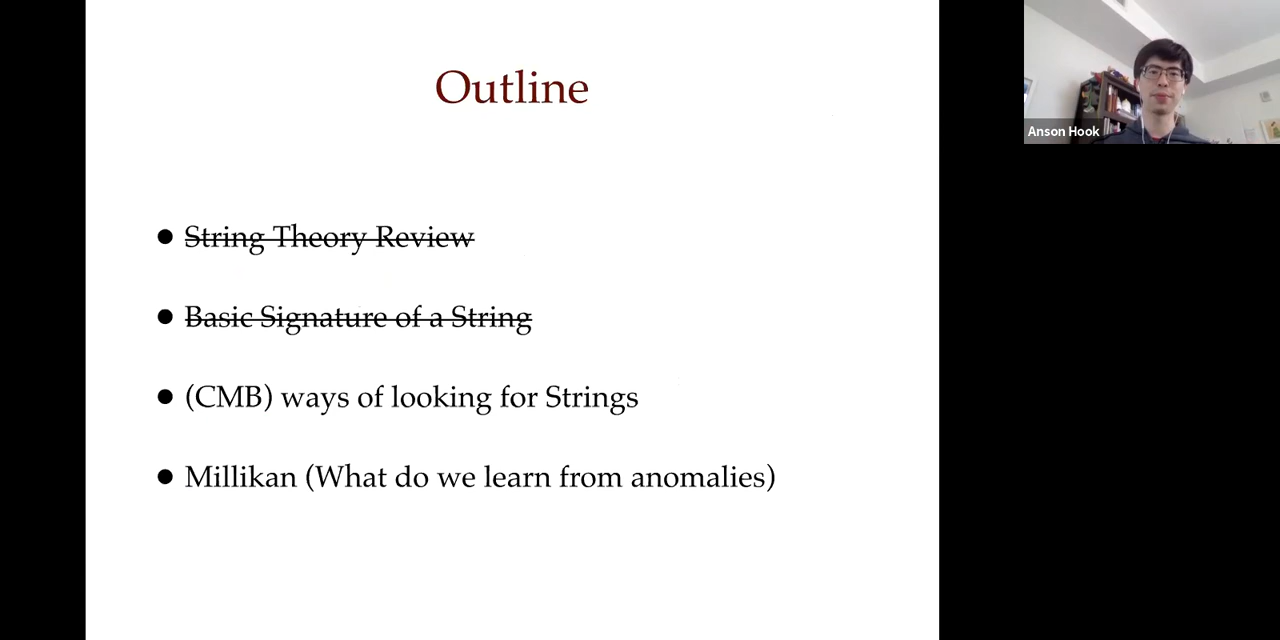 Outline
Anson Hook
• String Theory Review
• Basic Signature of a String
• (CMB) ways of looking for Strings
• Millikan (What do we learn from anomalies)